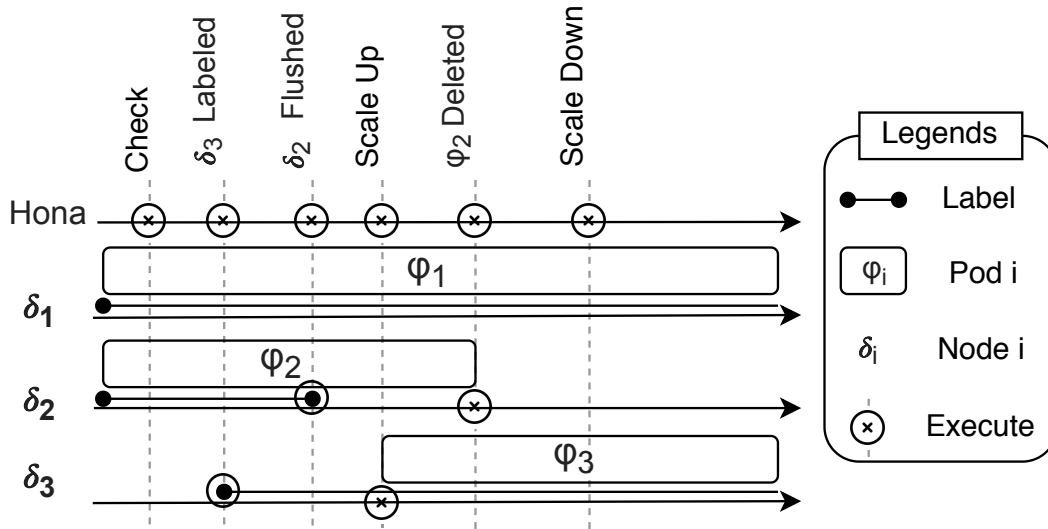 Check
δ₃ Labeled
δ₂ Flushed
Scale Up
φ₂ Deleted
Scale Down
Hona
φ₁
δ₁
φ₂
δ₂
φ₃
δ₃
Legends
Label
φᵢ Pod i
δᵢ Node i
Execute